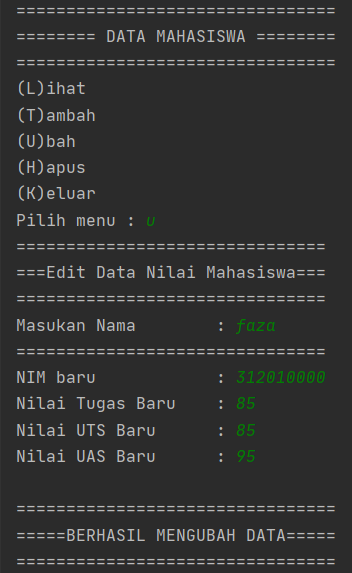 ================================
======== DATA MAHASISWA ========
================================
(L)ihat
(T)ambah
(U)bah
(H)apus
(K)eluar
Pilih menu : u
===============================
===Edit Data Nilai Mahasiswa===
===============================
Masukan Nama        : faza
===============================
NIM baru            : 312010000
Nilai Tugas Baru    : 85
Nilai UTS Baru      : 85
Nilai UAS Baru      : 95
================================
=====BERHASIL MENGUBAH DATA=====
================================